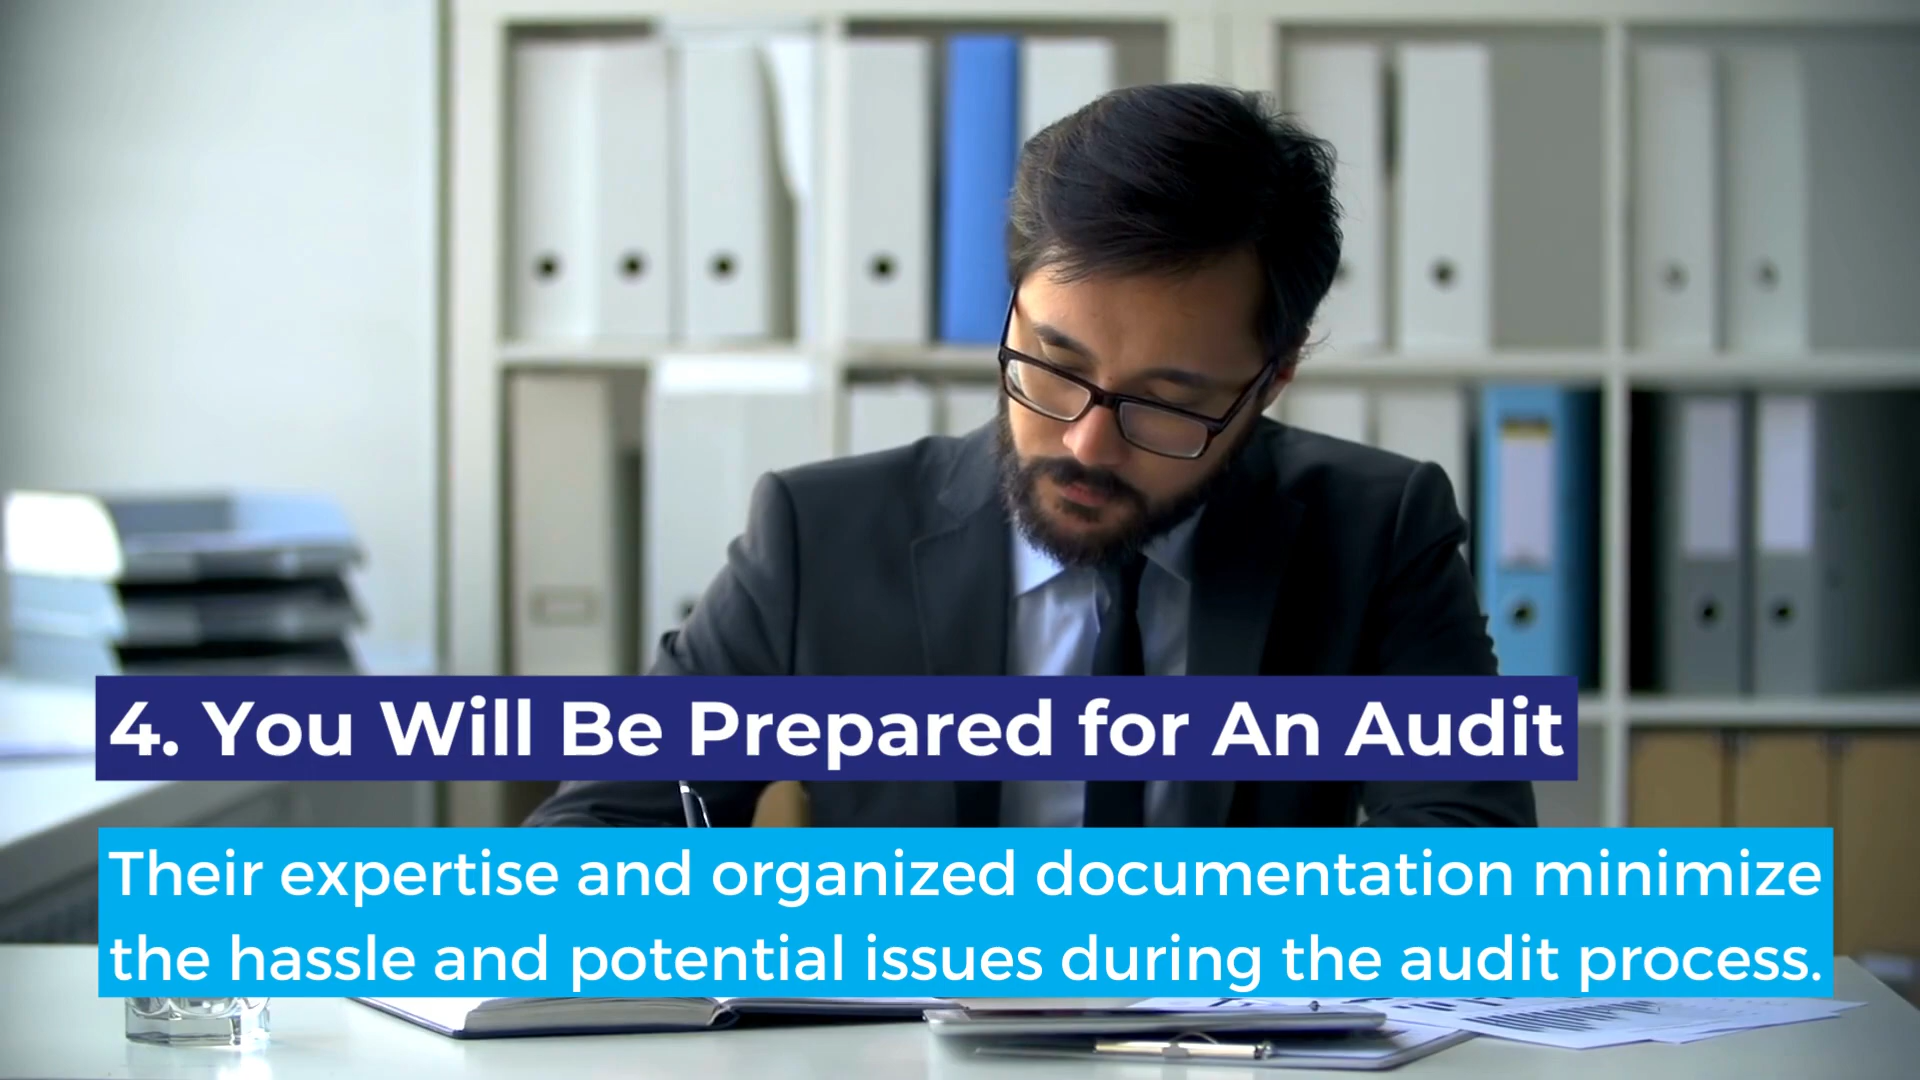 4. You Will Be Prepared for An Audit
Their expertise and organized documentation minimize
the hassle and potential issues during the audit process.